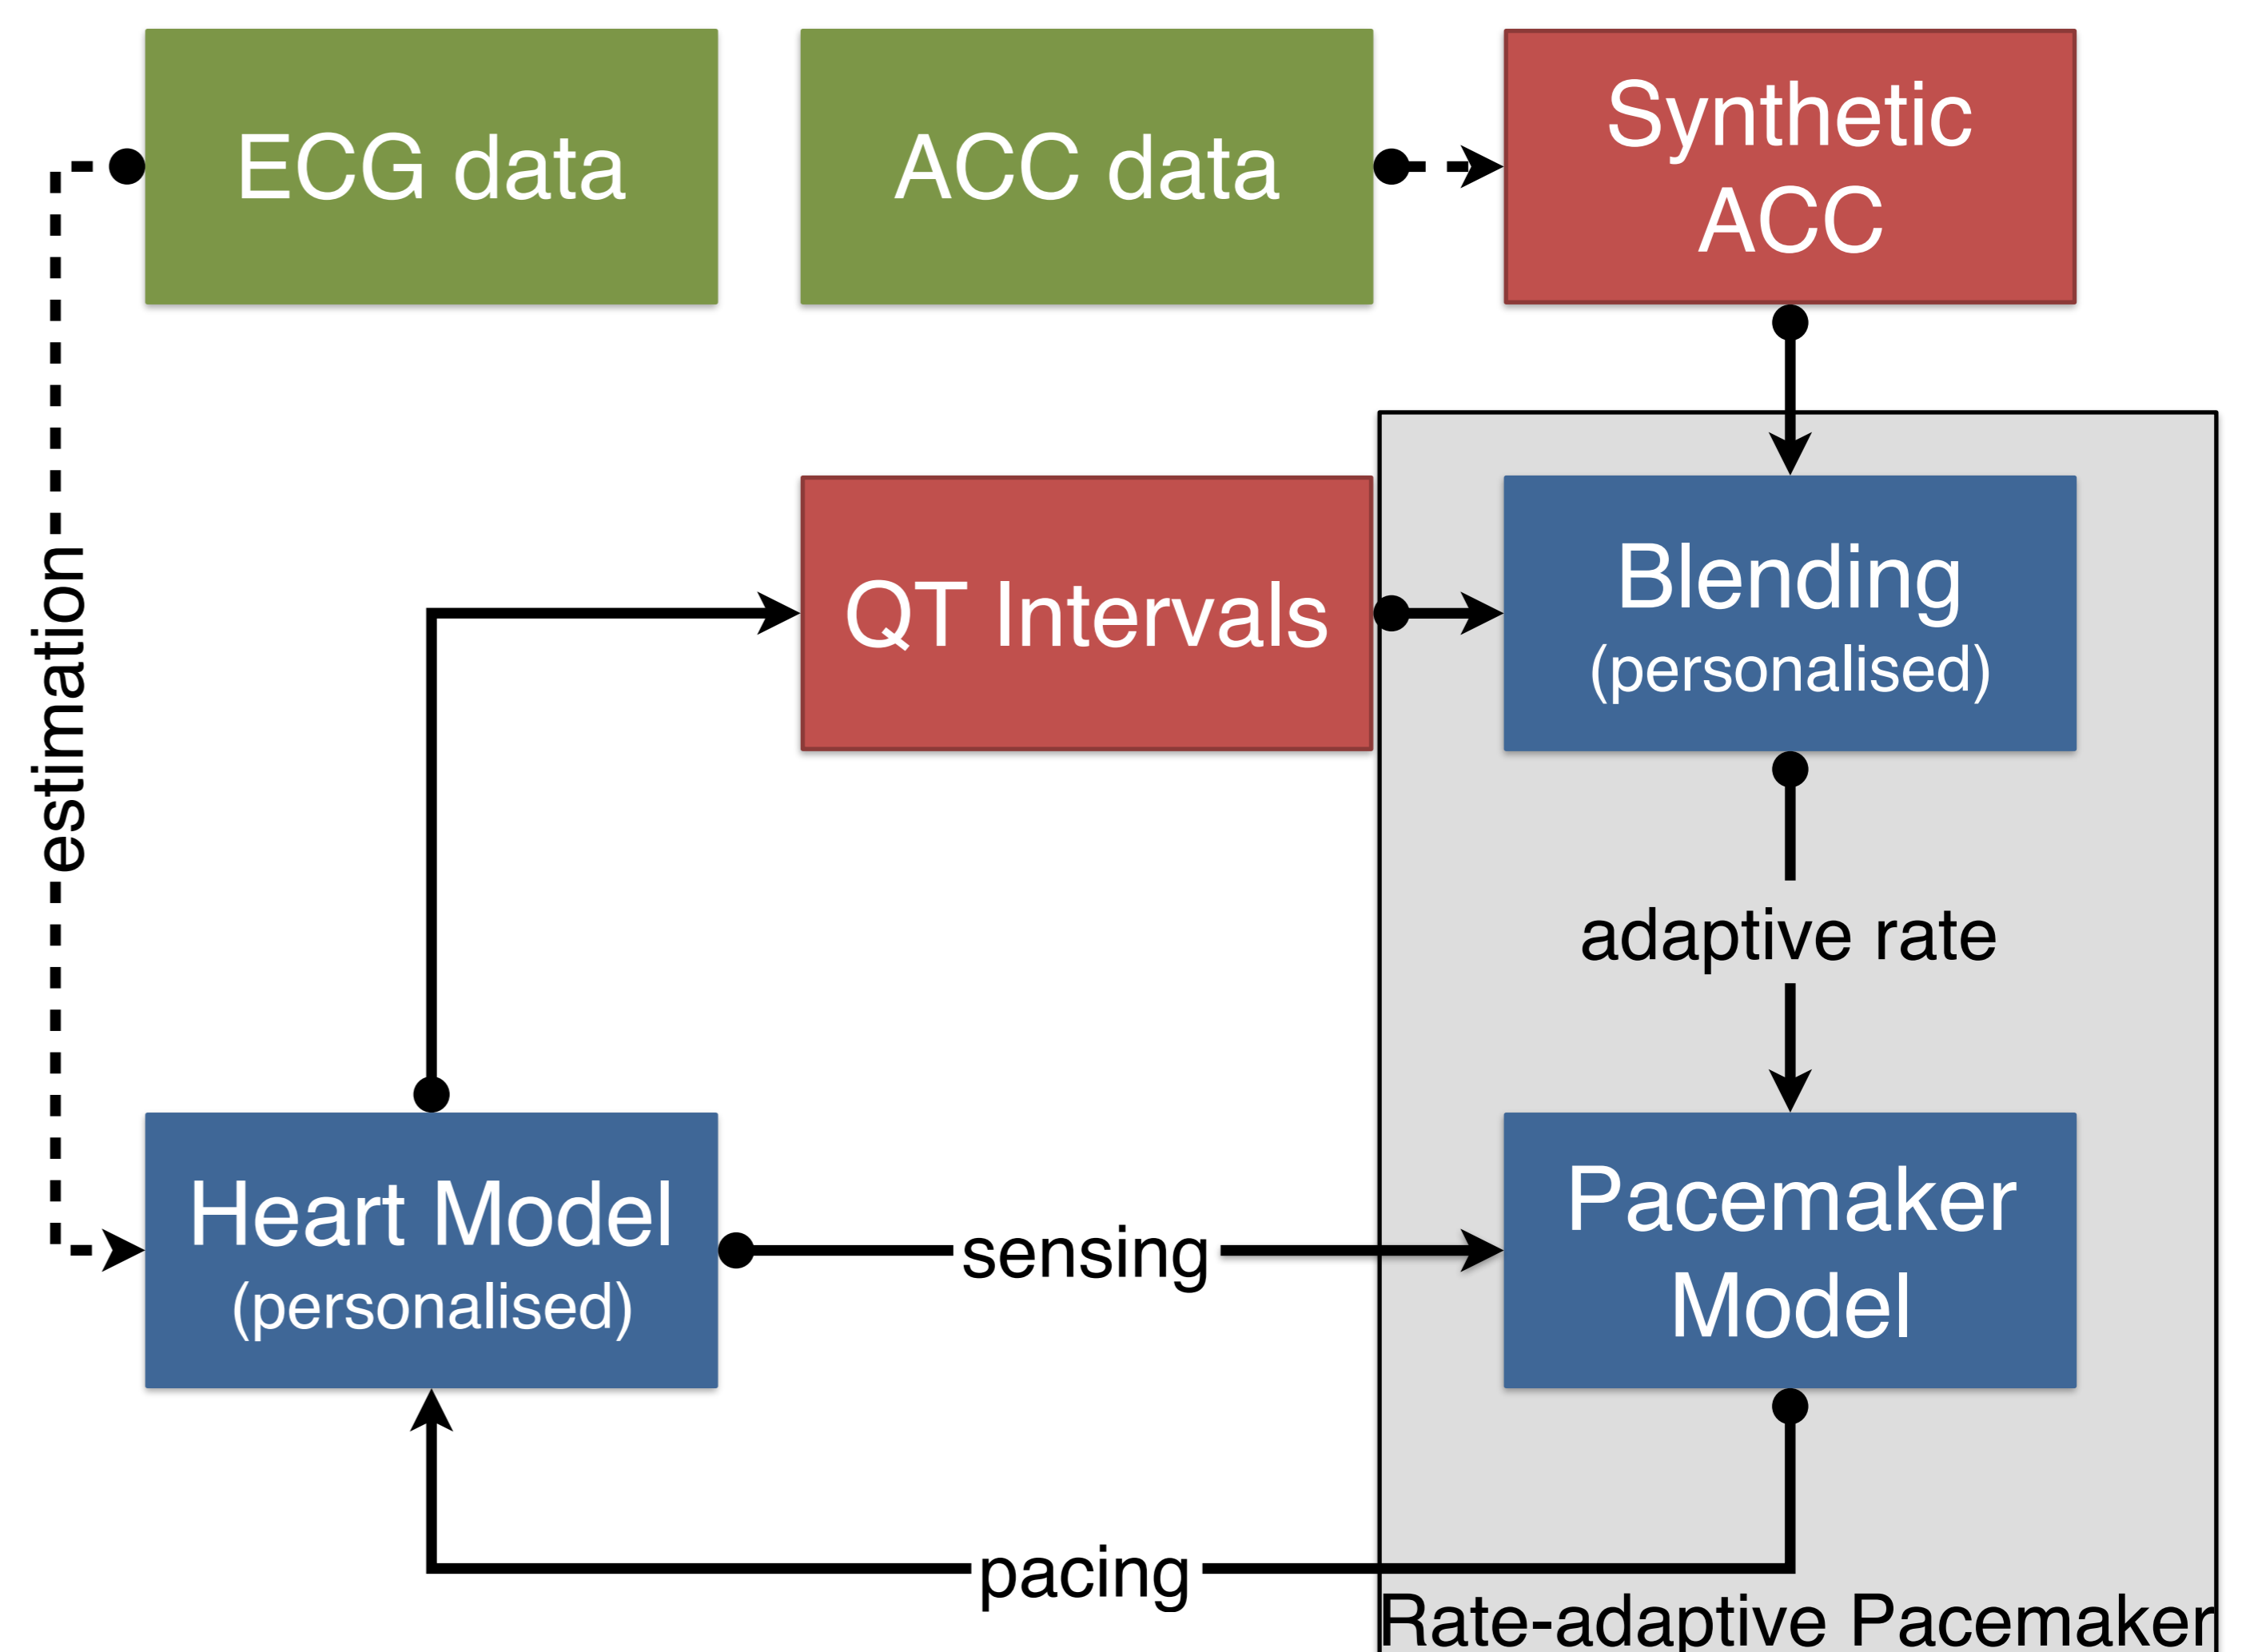 ECG data
ACC data
Synthetic
ACC
estimation
QT Intervals
Blending
(personalised)
adaptive rate
Heart Model
(personalised)
sensing
Pacemaker
Model
pacing
Rate-adaptive Pacemaker